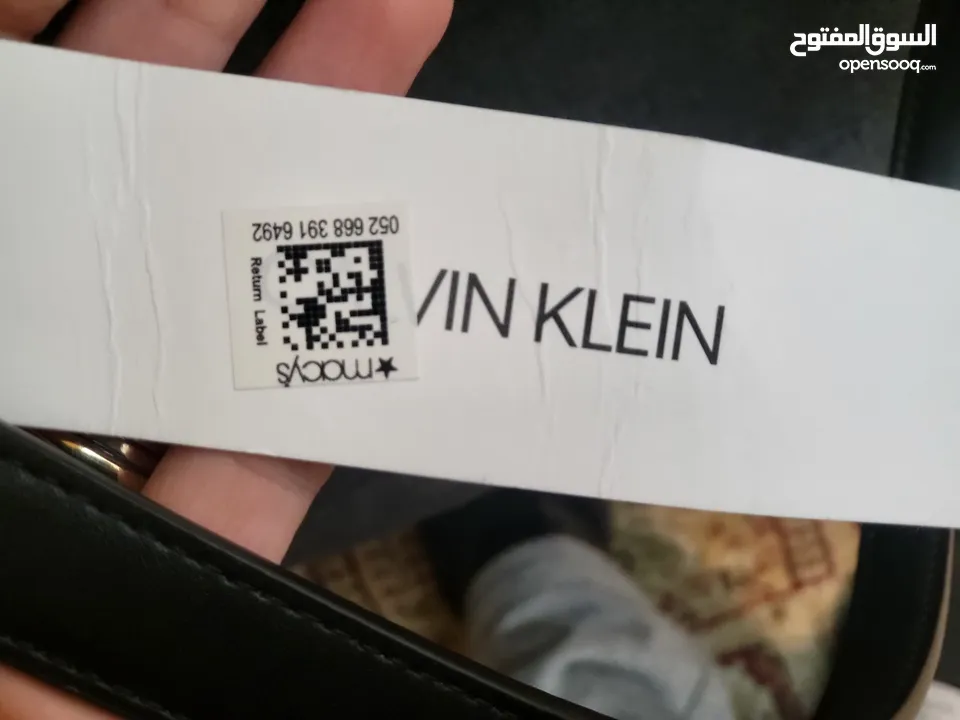 السوق المفتوح
opensooq.com
052 668 391 6492
Return Label
macy's
VIN KLEIN